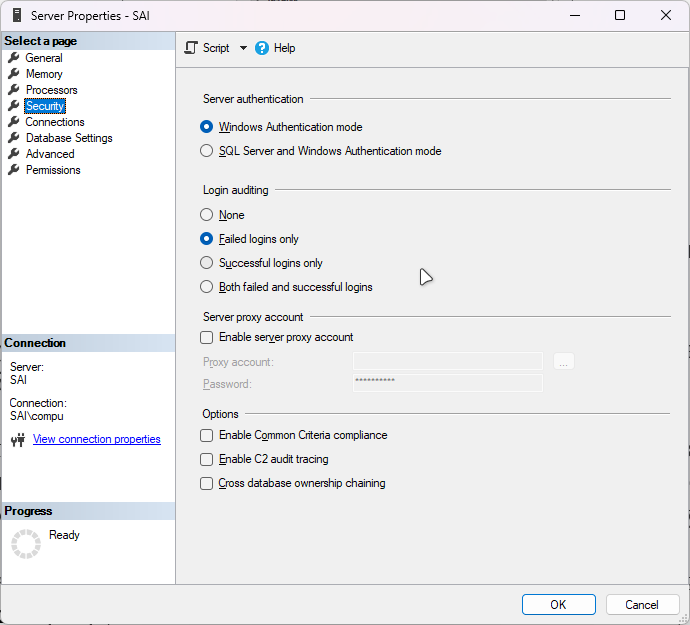 Server Properties - SAI
Select a page
General
Memory
Processors
Security
Connections
Database Settings
Advanced
Permissions
Connection
Server:
SAI
Connection:
SAI\compu
View connection properties
Progress
Ready
Script
Help
Server authentication
Windows Authentication mode
SQL Server and Windows Authentication mode
Login auditing
None
Failed logins only
Successful logins only
Both failed and successful logins
Server proxy account
Enable server proxy account
Proxy account:
...
Password:
**********
Options
Enable Common Criteria compliance
Enable C2 audit tracing
Cross database ownership chaining
OK
Cancel